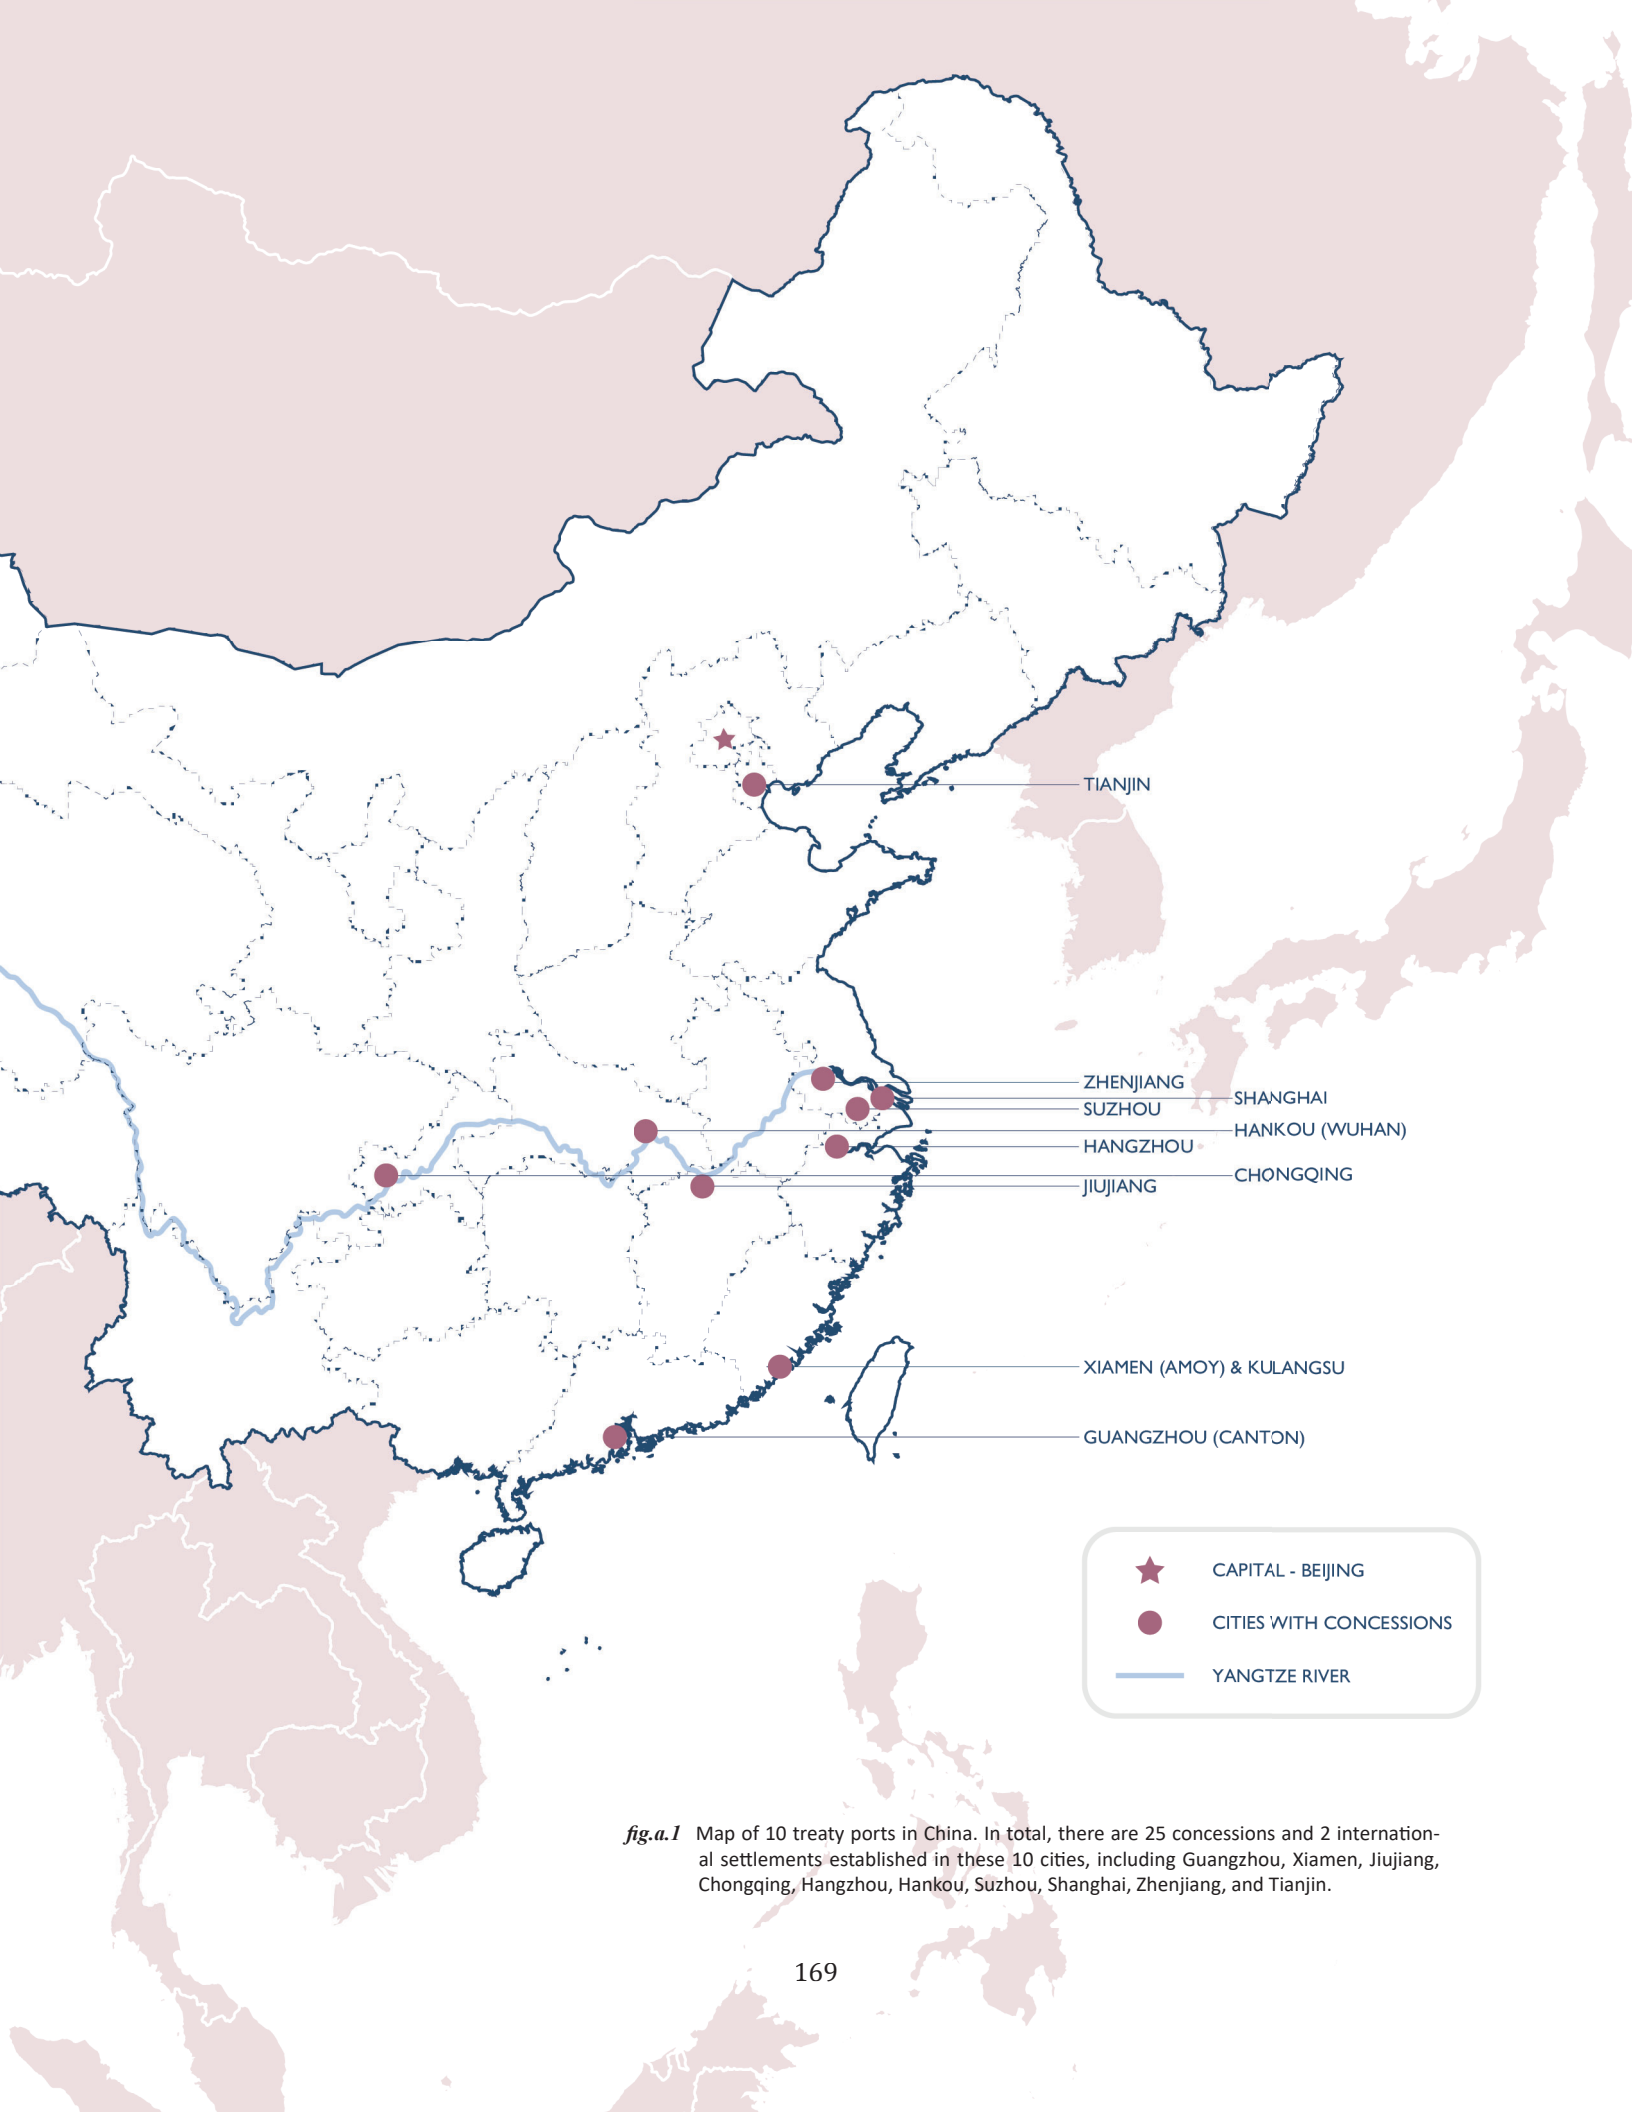 TIANJIN
ZHENJIANG
SHANGHAI
SUZHOU
HANKOU (WUHAN)
HANGZHOU
CHONGQING
JIUJIANG
XIAMEN (AMOY) & KULANGSU
GUANGZHOU (CANTON)
CAPITAL - BEIJING
CITIES WITH CONCESSIONS
YANGTZE RIVER
fig.a.1 Map of 10 treaty ports in China. In total, there are 25 concessions and 2 internation-
al settlements established in these 10 cities, including Guangzhou, Xiamen, Jiujiang,
Chongqing, Hangzhou, Hankou, Suzhou, Shanghai, Zhenjiang, and Tianjin.
169